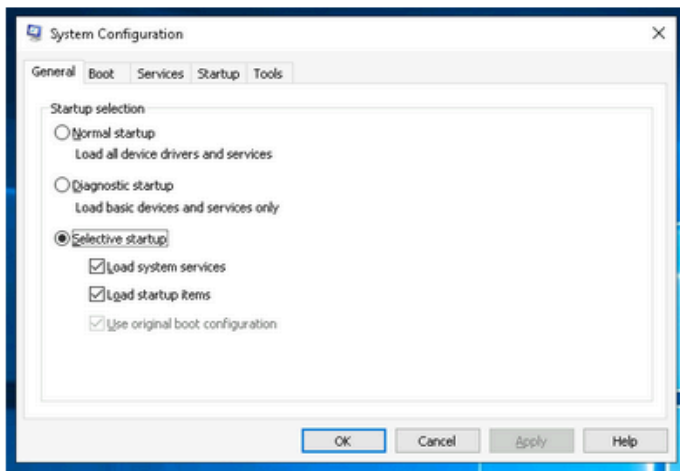 System Configuration
General Boot Services Startup Tools
Startup selection
Normal startup
Load all device drivers and services
Diagnostic startup
Load basic devices and services only
Selective startup
Load system services
Load startup items
Use original boot configuration
OK Cancel Apply Help